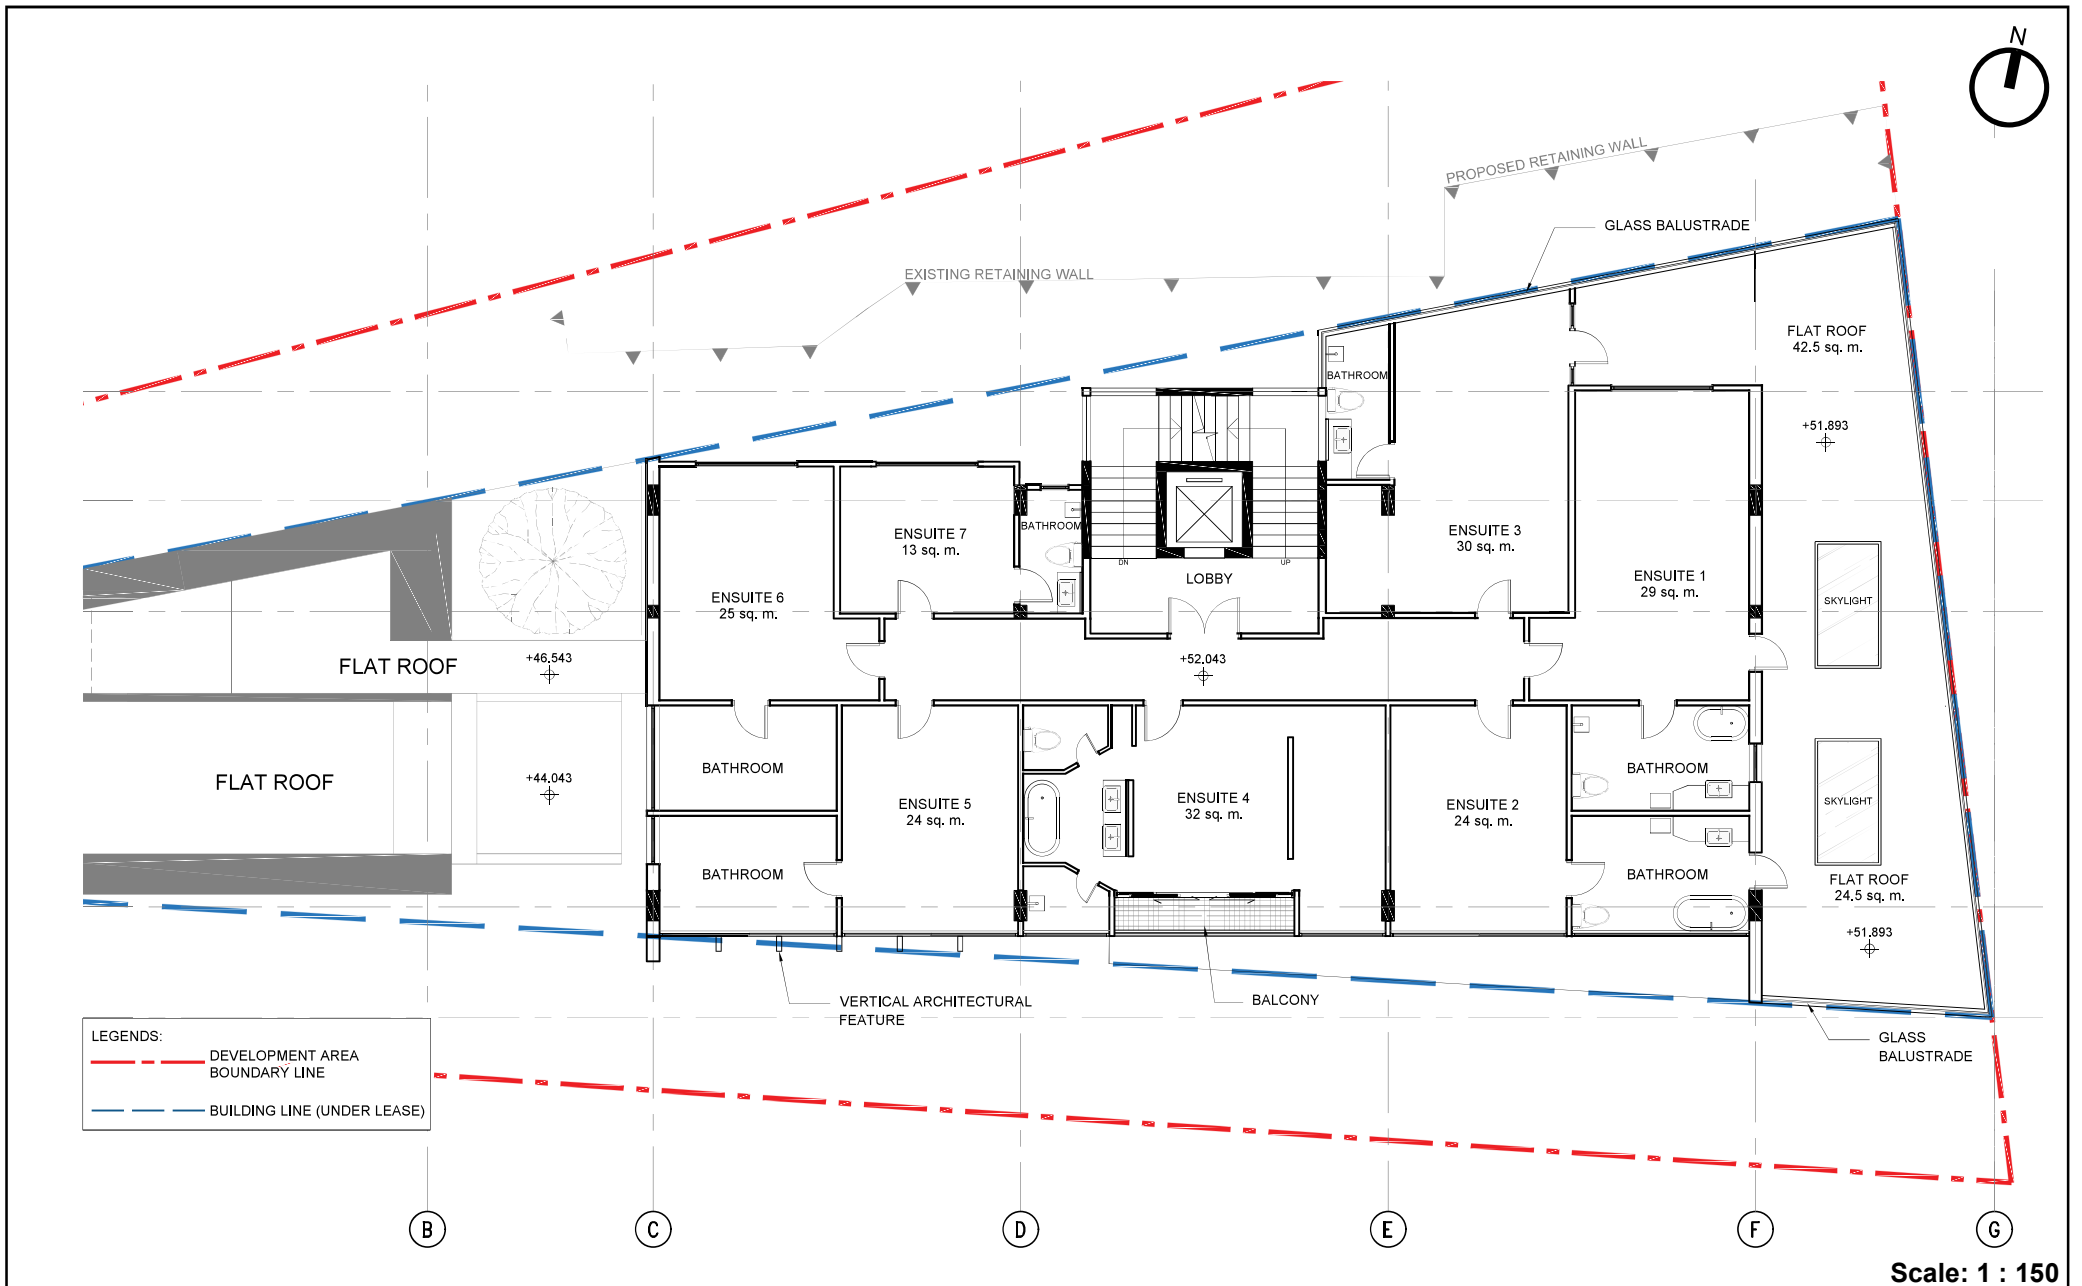 N
PROPOSED RETAINING WALL
GLASS BALUSTRADE
EXISTING RETAINING WALL
FLAT ROOF
42.5 sq. m.
BATHROOM
+51.893
ENSUITE 7
13 sq. m.
BATHROOM
ENSUITE 3
30 sq. m.
DN
UP
LOBBY
ENSUITE 1
29 sq. m.
ENSUITE 6
25 sq. m.
SKYLIGHT
FLAT ROOF
+46.543
+52.043
FLAT ROOF
+44.043
BATHROOM
ENSUITE 5
24 sq. m.
ENSUITE 4
32 sq. m.
ENSUITE 2
24 sq. m.
BATHROOM
SKYLIGHT
BATHROOM
BATHROOM
FLAT ROOF
24.5 sq. m.
+51.893
VERTICAL ARCHITECTURAL
FEATURE
BALCONY
GLASS
BALUSTRADE
LEGENDS:
DEVELOPMENT AREA
BOUNDARY LINE
BUILDING LINE (UNDER LEASE)
B
C
D
E
F
G
Scale: 1 : 150